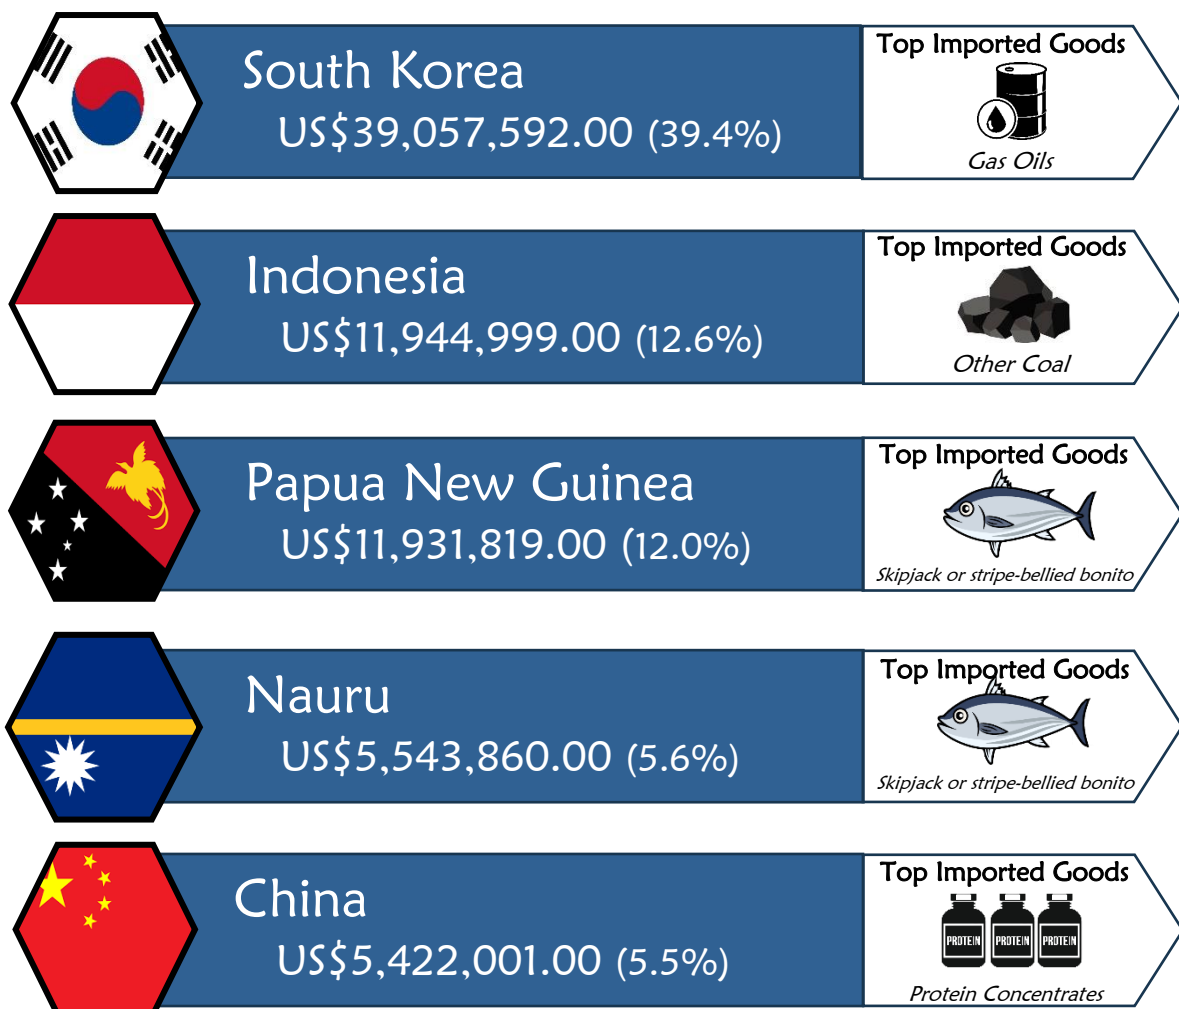 South Korea
US$39,057,592.00 (39.4%)
Top Imported Goods
Gas Oils
Indonesia
US$11,944,999.00 (12.6%)
Top Imported Goods
Other Coal
Papua New Guinea
US$11,931,819.00 (12.0%)
Top Imported Goods
Skipjack or stripe-bellied bonito
Nauru
US$5,543,860.00 (5.6%)
Top Imported Goods
Skipjack or stripe-bellied bonito
China
US$5,422,001.00 (5.5%)
Top Imported Goods
PROTEIN PROTEIN PROTEIN
Protein Concentrates